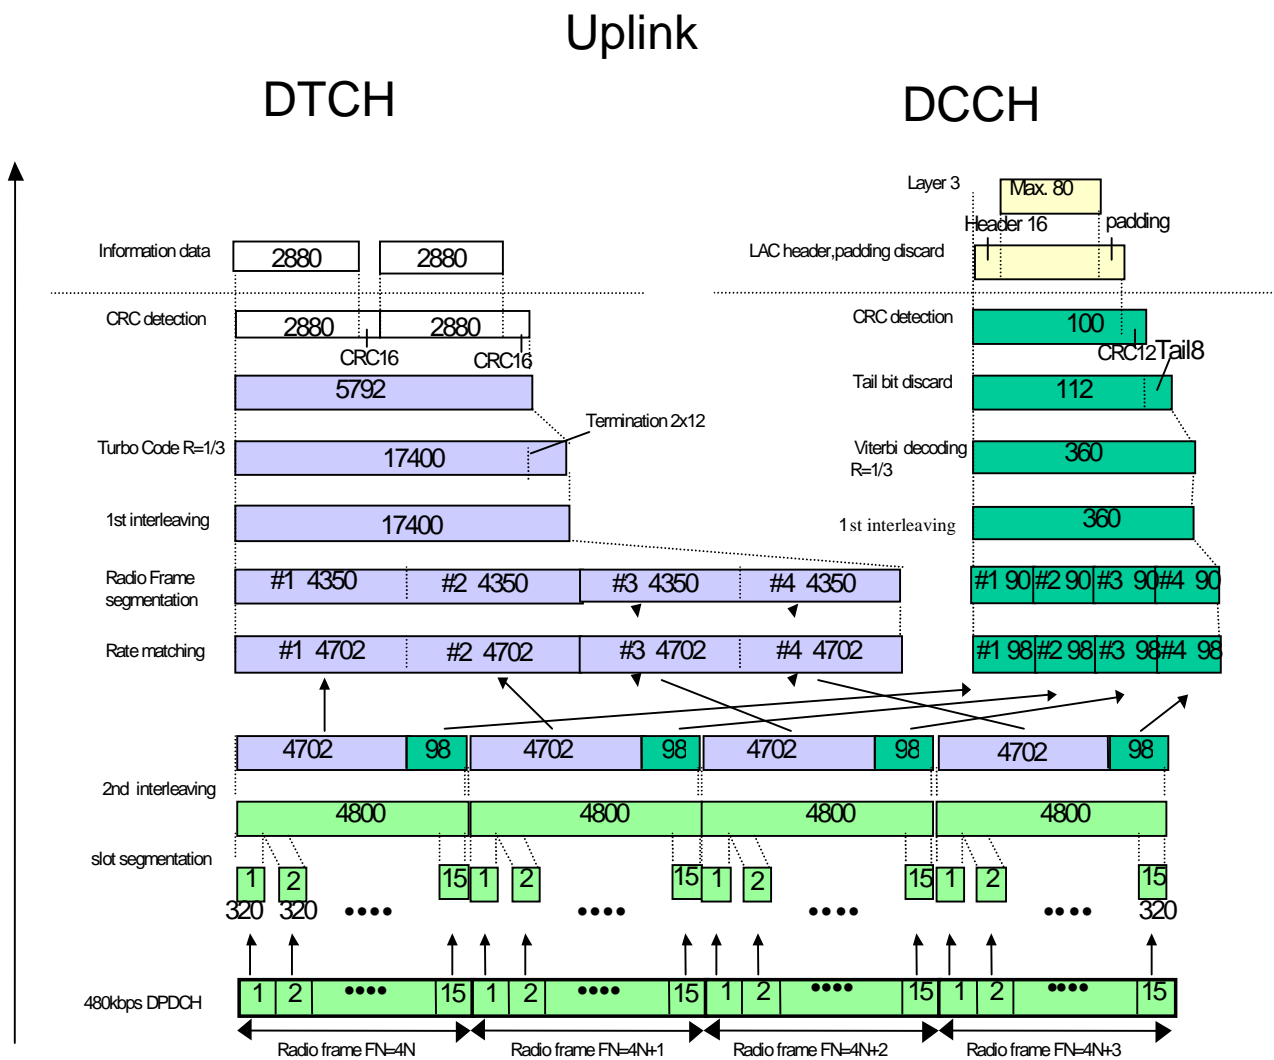 Uplink
DTCH
DCCH
Layer 3
Max. 80
Header 16
padding
Information data
2880
2880
LAC header,padding discard
CRC detection
2880
2880
CRC16
CRC16
CRC detection
100
CRC12
Tail8
5792
Tail bit discard
112
Termination 2x12
Turbo Code R=1/3
17400
Viterbi decoding
R=1/3
360
1st interleaving
17400
1st interleaving
360
Radio Frame
segmentation
#1 4350
#2 4350
#3 4350
#4 4350
#1 90
#2 90
#3 90
#4 90
Rate matching
#1 4702
#2 4702
#3 4702
#4 4702
#1 98
#2 98
#3 98
#4 98
4702
98
4702
98
4702
98
4702
98
2nd interleaving
4800
4800
4800
4800
slot segmentation
1
2
15
1
2
15
1
2
15
1
2
15
320
320
320
480kbps DPDCH
1
2
15
1
2
15
1
2
15
1
2
15
Radio frame FN=4N
Radio frame FN=4N+1
Radio frame FN=4N+2
Radio frame FN=4N+3